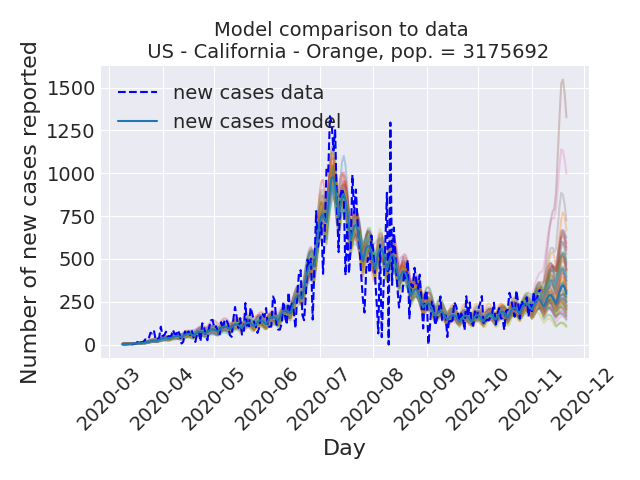 Model comparison to data
US - California - Orange, pop. = 3175692
Number of new cases reported
1500
1250
1000
750
500
250
0
new cases data
new cases model
2020-03
2020-04
2020-05
2020-06
2020-07
2020-08
2020-09
2020-10
2020-11
2020-12
Day